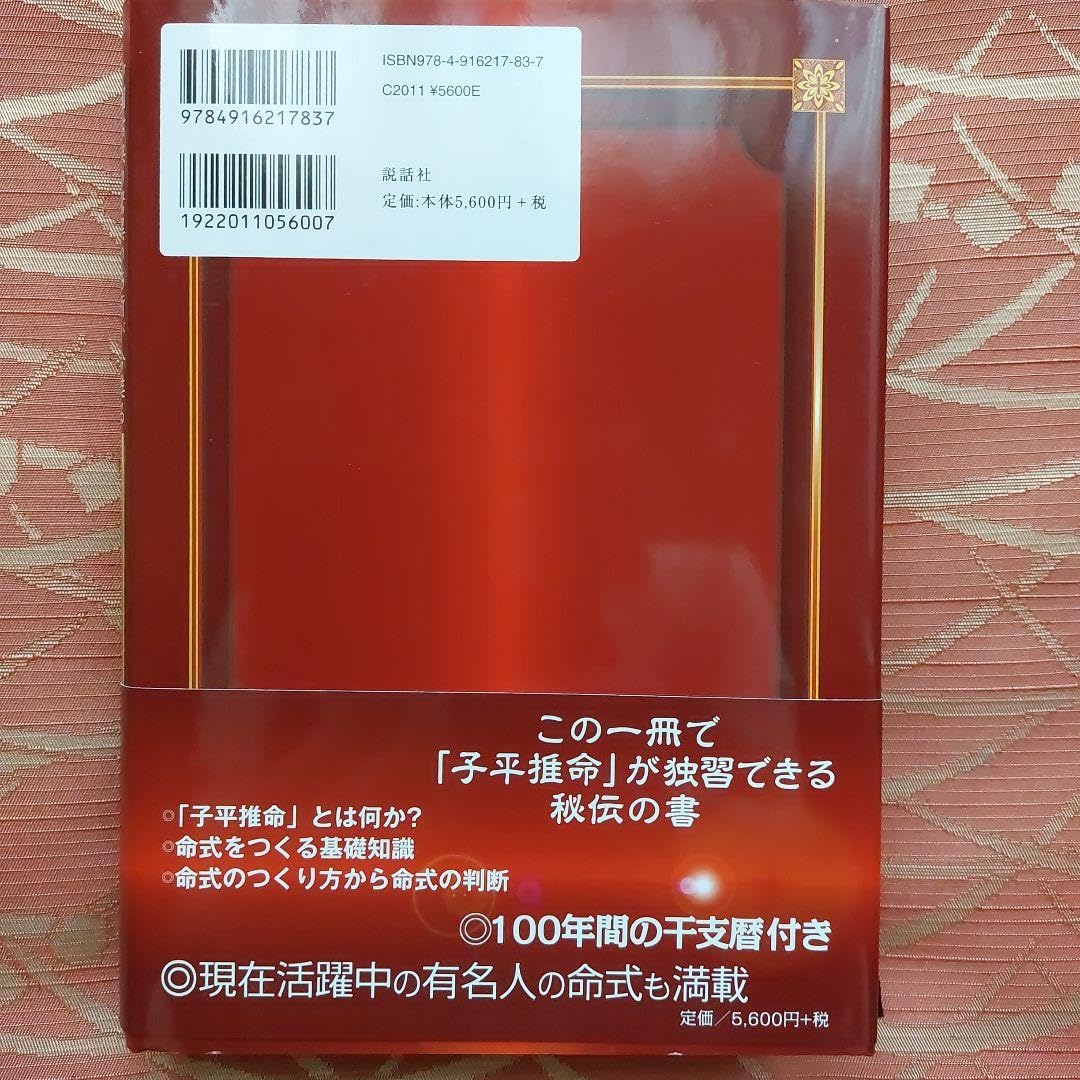 ISBN978-4-916217-83-7
C2011 ¥5600E
9784916217837
説話社
定価:本体5,600円+税
1922011056007
この一冊で
「子平推命」が独習できる
秘伝の書
◎「子平推命」とは何か?
◎命式をつくる基礎知識
◎命式のつくり方から命式の判断
◎100年間の干支暦付き
◎現在活躍中の有名人の命式も満載
定価/5,600円+税